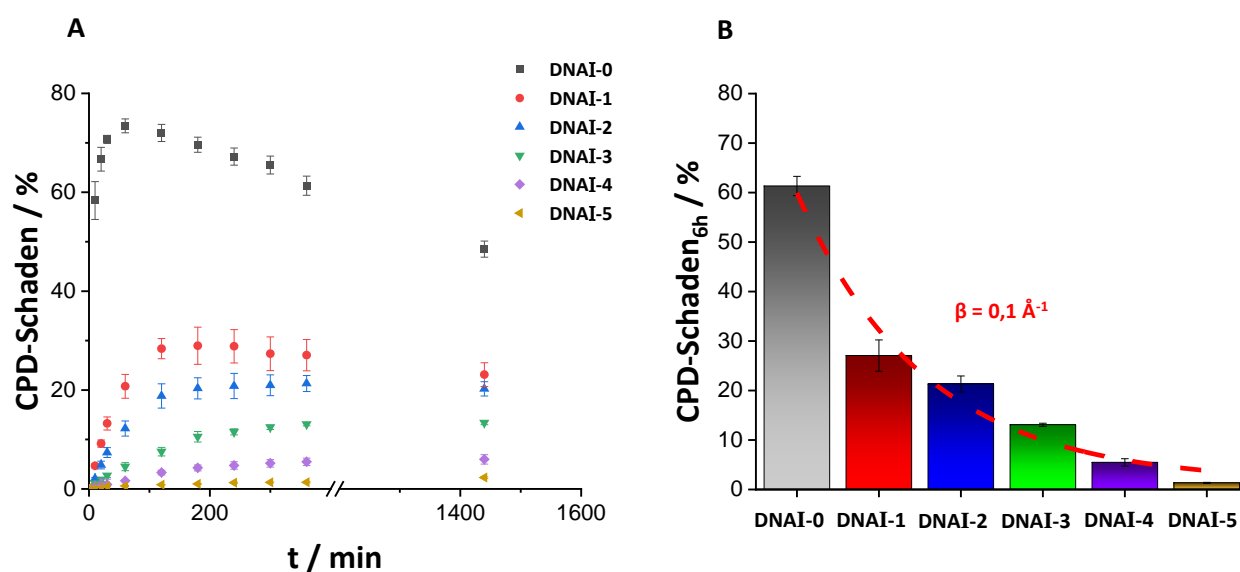 A
DNAI-0
DNAI-1
DNAI-2
DNAI-3
DNAI-4
DNAI-5
CPD-Schaden / %
80
60
40
20
0
0 200 1400 1600
t / min
B
CPD-Schaden6h / %
80
70
60
50
40
30
20
10
0
β = 0,1 Å-1
DNAI-0 DNAI-1 DNAI-2 DNAI-3 DNAI-4 DNAI-5